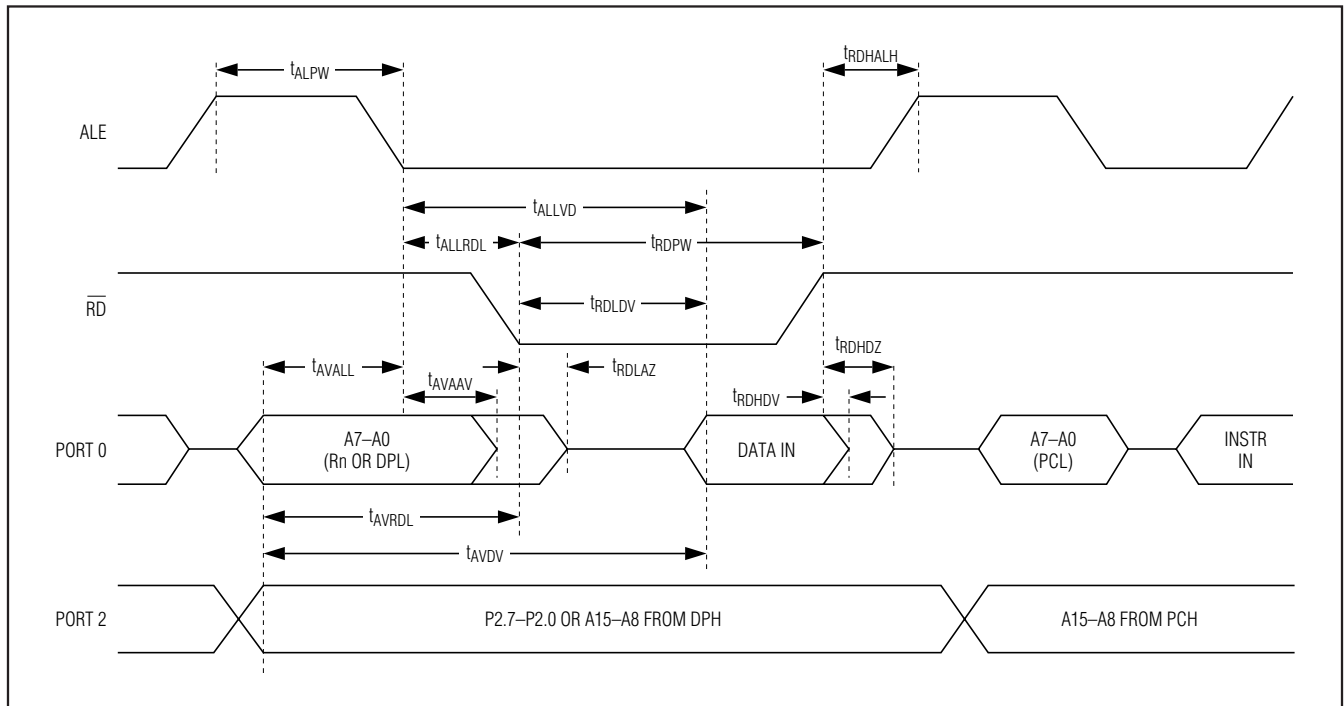 tALPW
tRDHALH
ALE
tALLVD
tALLRDL
tRDPW
RD
tRDLDV
tAVALL
tAVAAV
tRDLAZ
tRDHDZ
tRDHDV
PORT 0
A7–A0
(Rn OR DPL)
DATA IN
A7–A0
(PCL)
INSTR
IN
tAVRDL
tAVDV
PORT 2
P2.7–P2.0 OR A15–A8 FROM DPH
A15–A8 FROM PCH